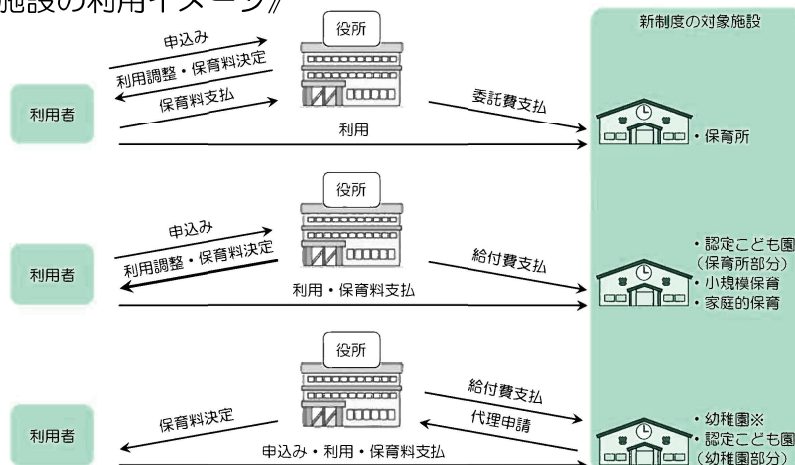 施設の利用イメージ》
新制度の対象施設
役所
申込み
利用調整・保育料決定
保育料支払
委託費支払
利用者
利用
・保育所
役所
申込み
利用調整・保育料決定
給付費支払
利用者
利用・保育料支払
・認定こども園
(保育所部分)
・小規模保育
・家庭的保育
役所
保育料決定
給付費支払
代理申請
利用者
申込み・利用・保育料支払
・幼稚園※
・認定こども園
(幼稚園部分)